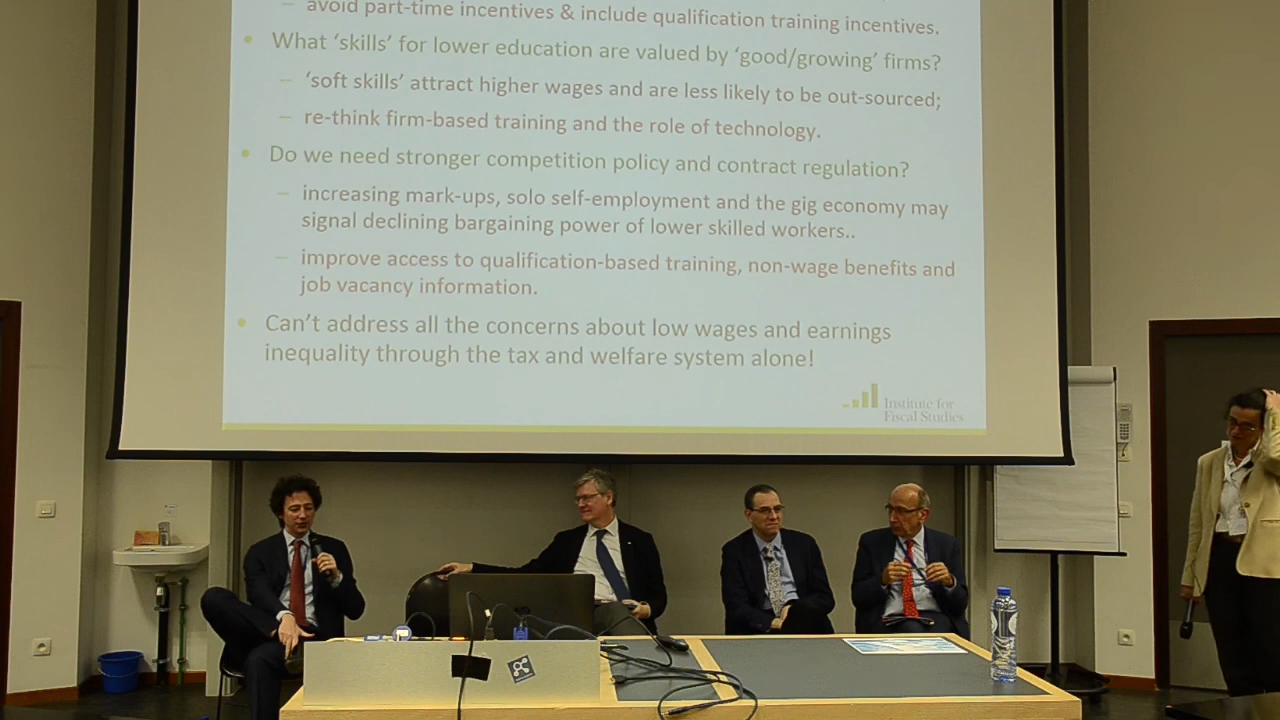 – avoid part-time incentives & include qualification training incentives.
• What ‘skills’ for lower education are valued by ‘good/growing’ firms?
– ‘soft skills’ attract higher wages and are less likely to be out-sourced;
– re-think firm-based training and the role of technology.
• Do we need stronger competition policy and contract regulation?
– increasing mark-ups, solo self-employment and the gig economy may
signal declining bargaining power of lower skilled workers..
– improve access to qualification-based training, non-wage benefits and
job vacancy information.
• Can’t address all the concerns about low wages and earnings
inequality through the tax and welfare system alone!
Institute for
Fiscal Studies